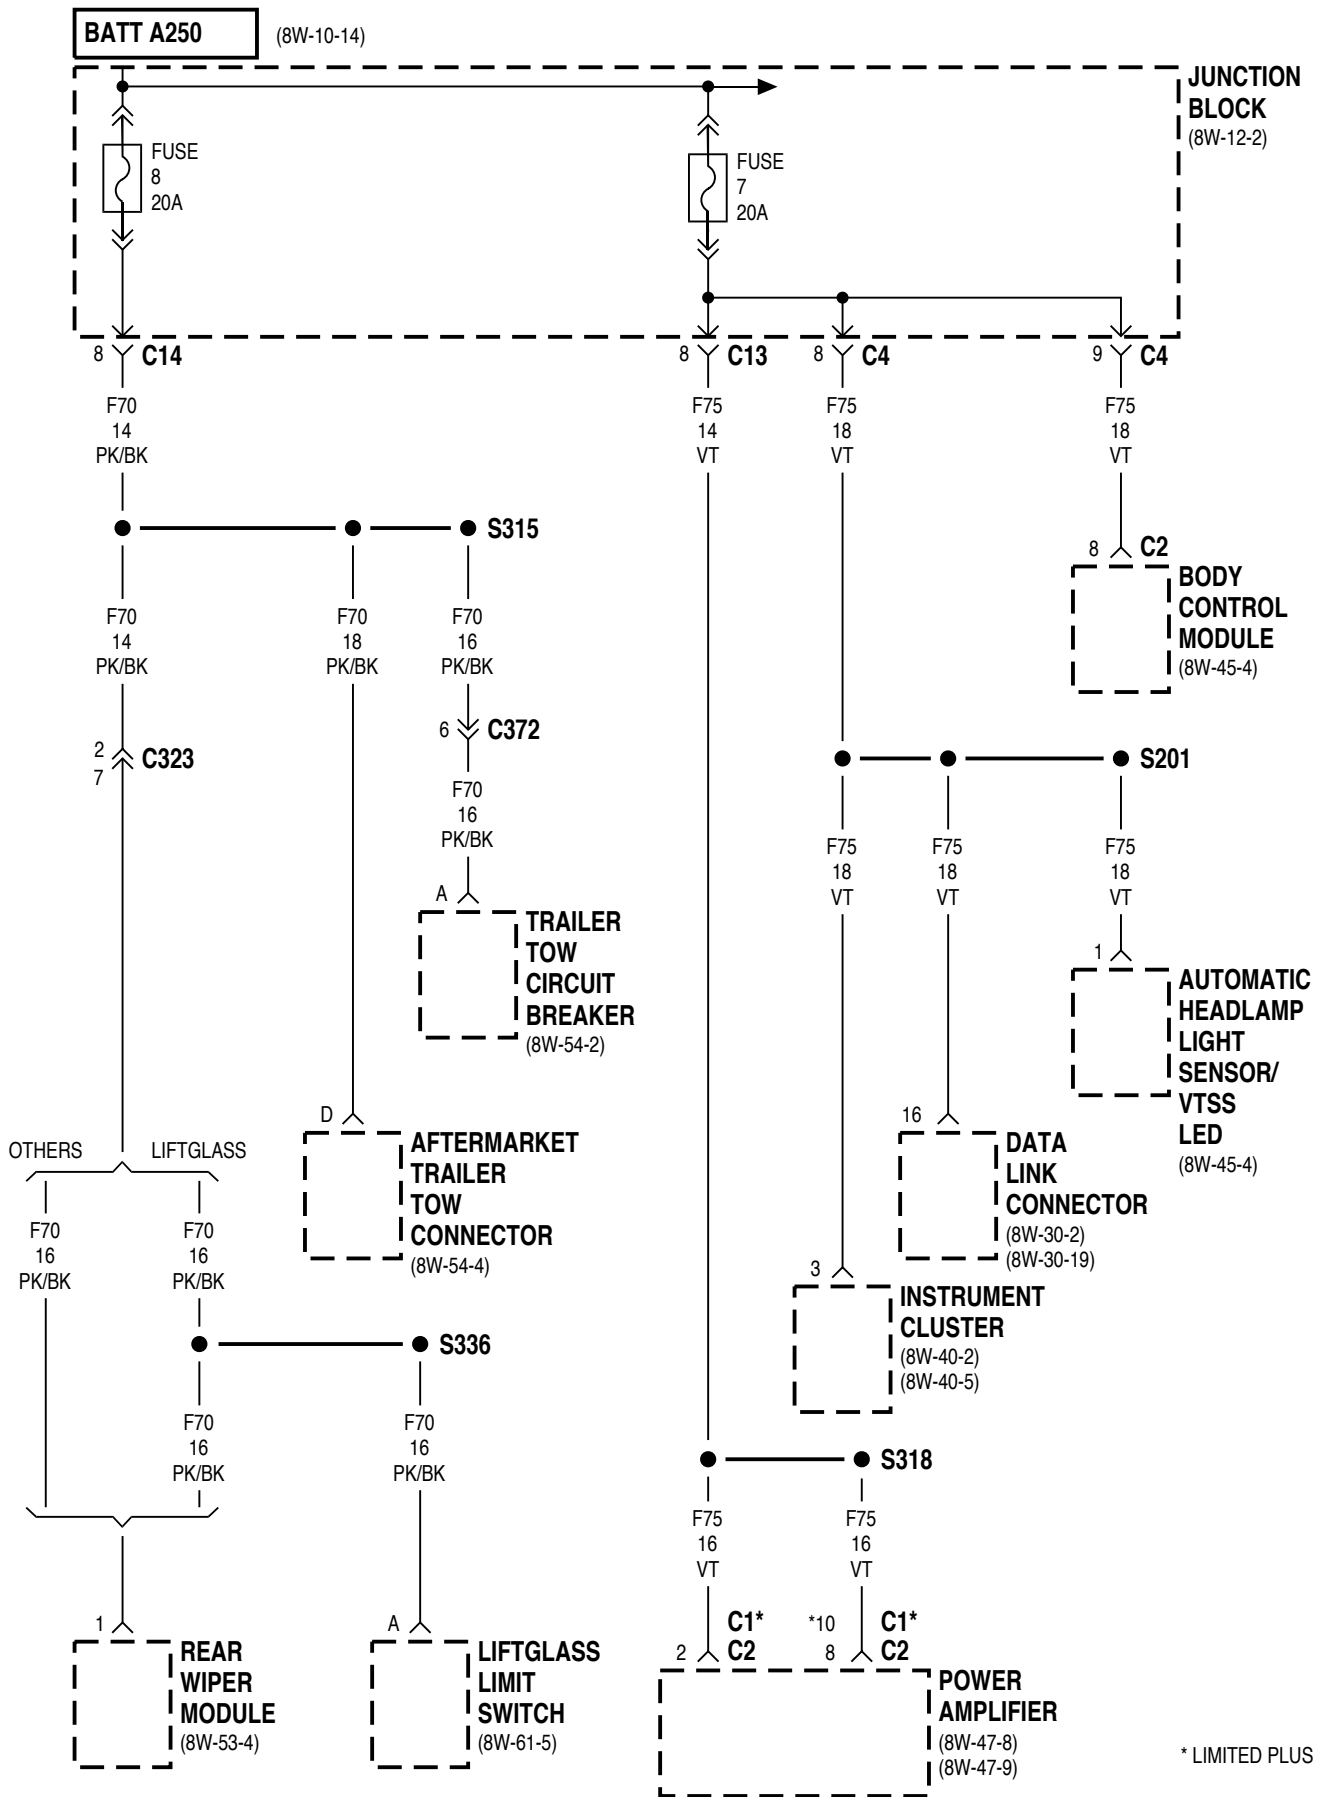 BATT A250
(8W-10-14)
JUNCTION
BLOCK
(8W-12-2)
FUSE
8
20A
FUSE
7
20A
8 C14
8 C13
8 C4
9 C4
F70
14
PK/BK
F75
14
VT
F75
18
VT
F75
18
VT
S315
8 C2
BODY
CONTROL
MODULE
(8W-45-4)
F70
14
PK/BK
F70
18
PK/BK
F70
16
PK/BK
6 C372
2
7
C323
S201
F70
16
PK/BK
F75
18
VT
F75
18
VT
F75
18
VT
A
TRAILER
TOW
CIRCUIT
BREAKER
(8W-54-2)
1
AUTOMATIC
HEADLAMP
LIGHT
SENSOR/
VTSS
LED
(8W-45-4)
D
AFTERMARKET
TRAILER
TOW
CONNECTOR
(8W-54-4)
16
DATA
LINK
CONNECTOR
(8W-30-2)
(8W-30-19)
OTHERS
LIFTGLASS
F70
16
PK/BK
F70
16
PK/BK
3
INSTRUMENT
CLUSTER
(8W-40-2)
(8W-40-5)
S336
F70
16
PK/BK
F70
16
PK/BK
S318
F75
16
VT
F75
16
VT
1
REAR
WIPER
MODULE
(8W-53-4)
A
LIFTGLASS
LIMIT
SWITCH
(8W-61-5)
C1*
2 C2
*10 C1*
8 C2
POWER
AMPLIFIER
(8W-47-8)
(8W-47-9)
* LIMITED PLUS